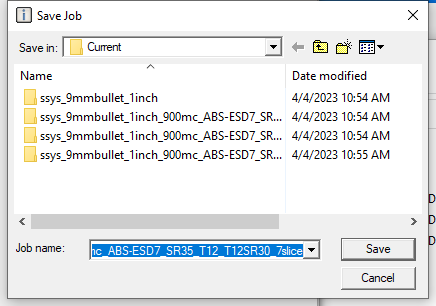 Save Job
Save in: Current
Name Date modified
ssys_9mmbullet_1inch 4/4/2023 10:54 AM
ssys_9mmbullet_1inch_900mc_ABS-ESD7_SR... 4/4/2023 10:54 AM
ssys_9mmbullet_1inch_900mc_ABS-ESD7_SR... 4/4/2023 10:54 AM
ssys_9mmbullet_1inch_900mc_ABS-ESD7_SR... 4/4/2023 10:55 AM
Job name: nc_ABS-ESD7_SR35_T12_T12SR30_7slice Save
Cancel
D
D
D